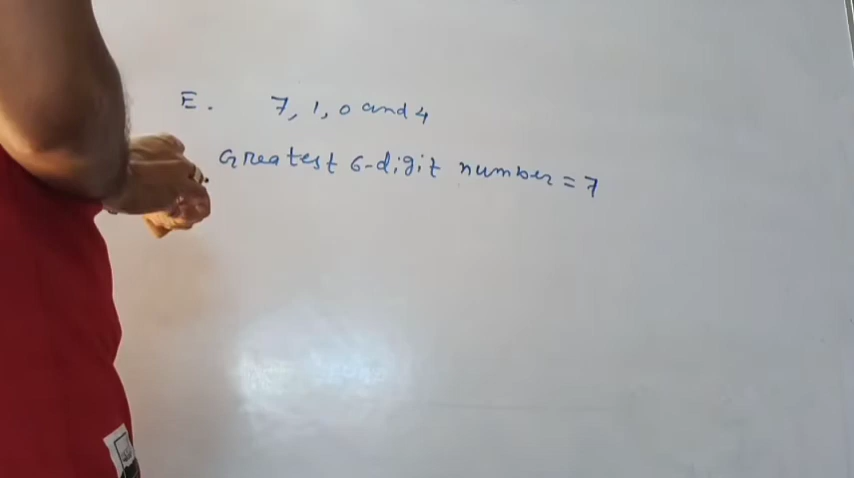 E. 7, 1, 0 and 4
Greatest 6-digit number = 7